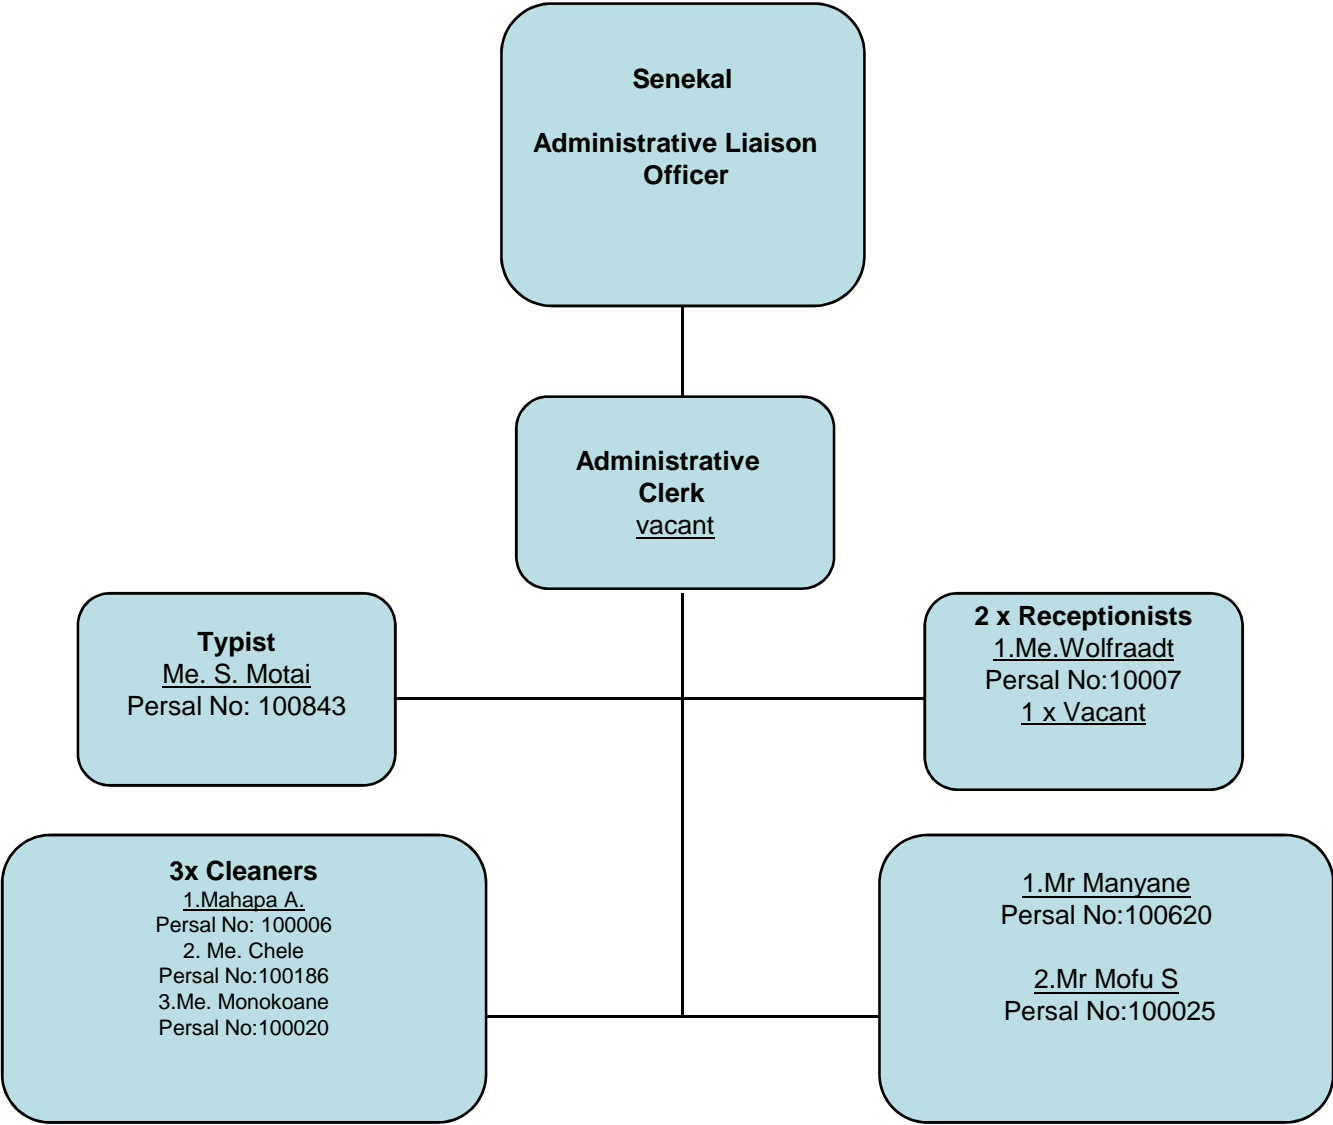 Senekal
Administrative Liaison
Officer
Administrative
Clerk
vacant
Typist
Me. S. Motai
Persal No: 100843
2 x Receptionists
1.Me.Wolfraadt
Persal No:10007
1 x Vacant
3x Cleaners
1.Mahapa A.
Persal No: 100006
2. Me. Chele
Persal No:100186
3.Me. Monokoane
Persal No:100020
1.Mr Manyane
Persal No:100620
2.Mr Mofu S
Persal No:100025